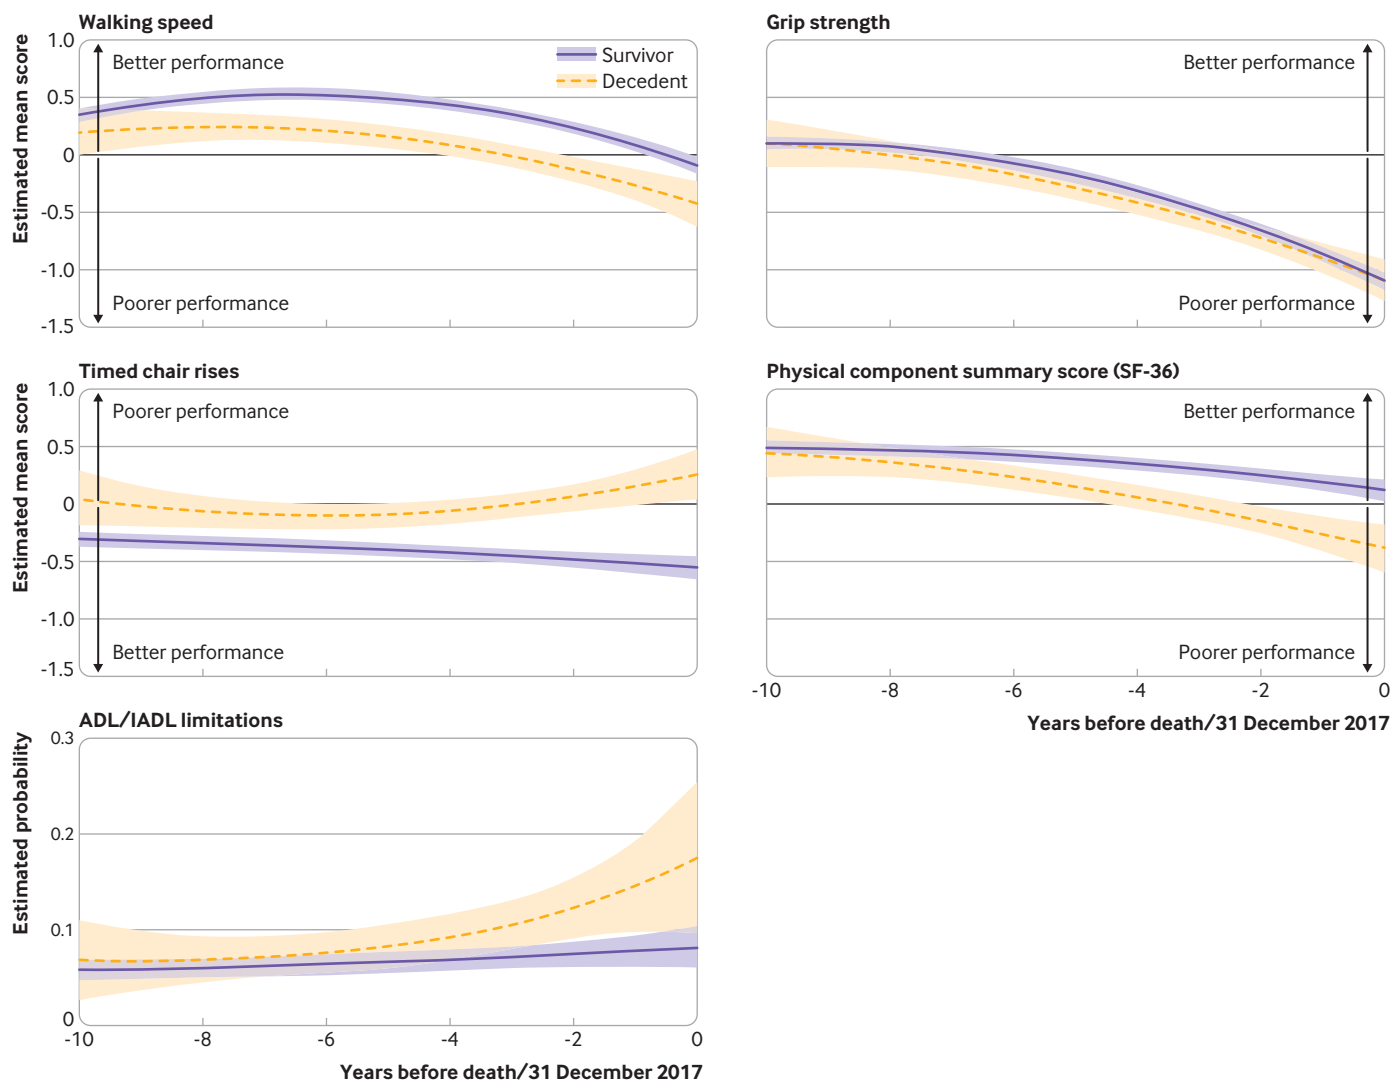 Walking speed
1.0
0.5
0
-0.5
-1.0
-1.5
Estimated mean score
Better performance
Poorer performance
Survivor
Decedent
Grip strength
Better performance
Poorer performance
Timed chair rises
1.0
0.5
0
-0.5
-1.0
-1.5
Estimated mean score
Poorer performance
Better performance
Physical component summary score (SF-36)
Better performance
Poorer performance
-10 -8 -6 -4 -2 0
Years before death/31 December 2017
ADL/IADL limitations
0.3
0.2
0.1
0
Estimated probability
-10 -8 -6 -4 -2 0
Years before death/31 December 2017